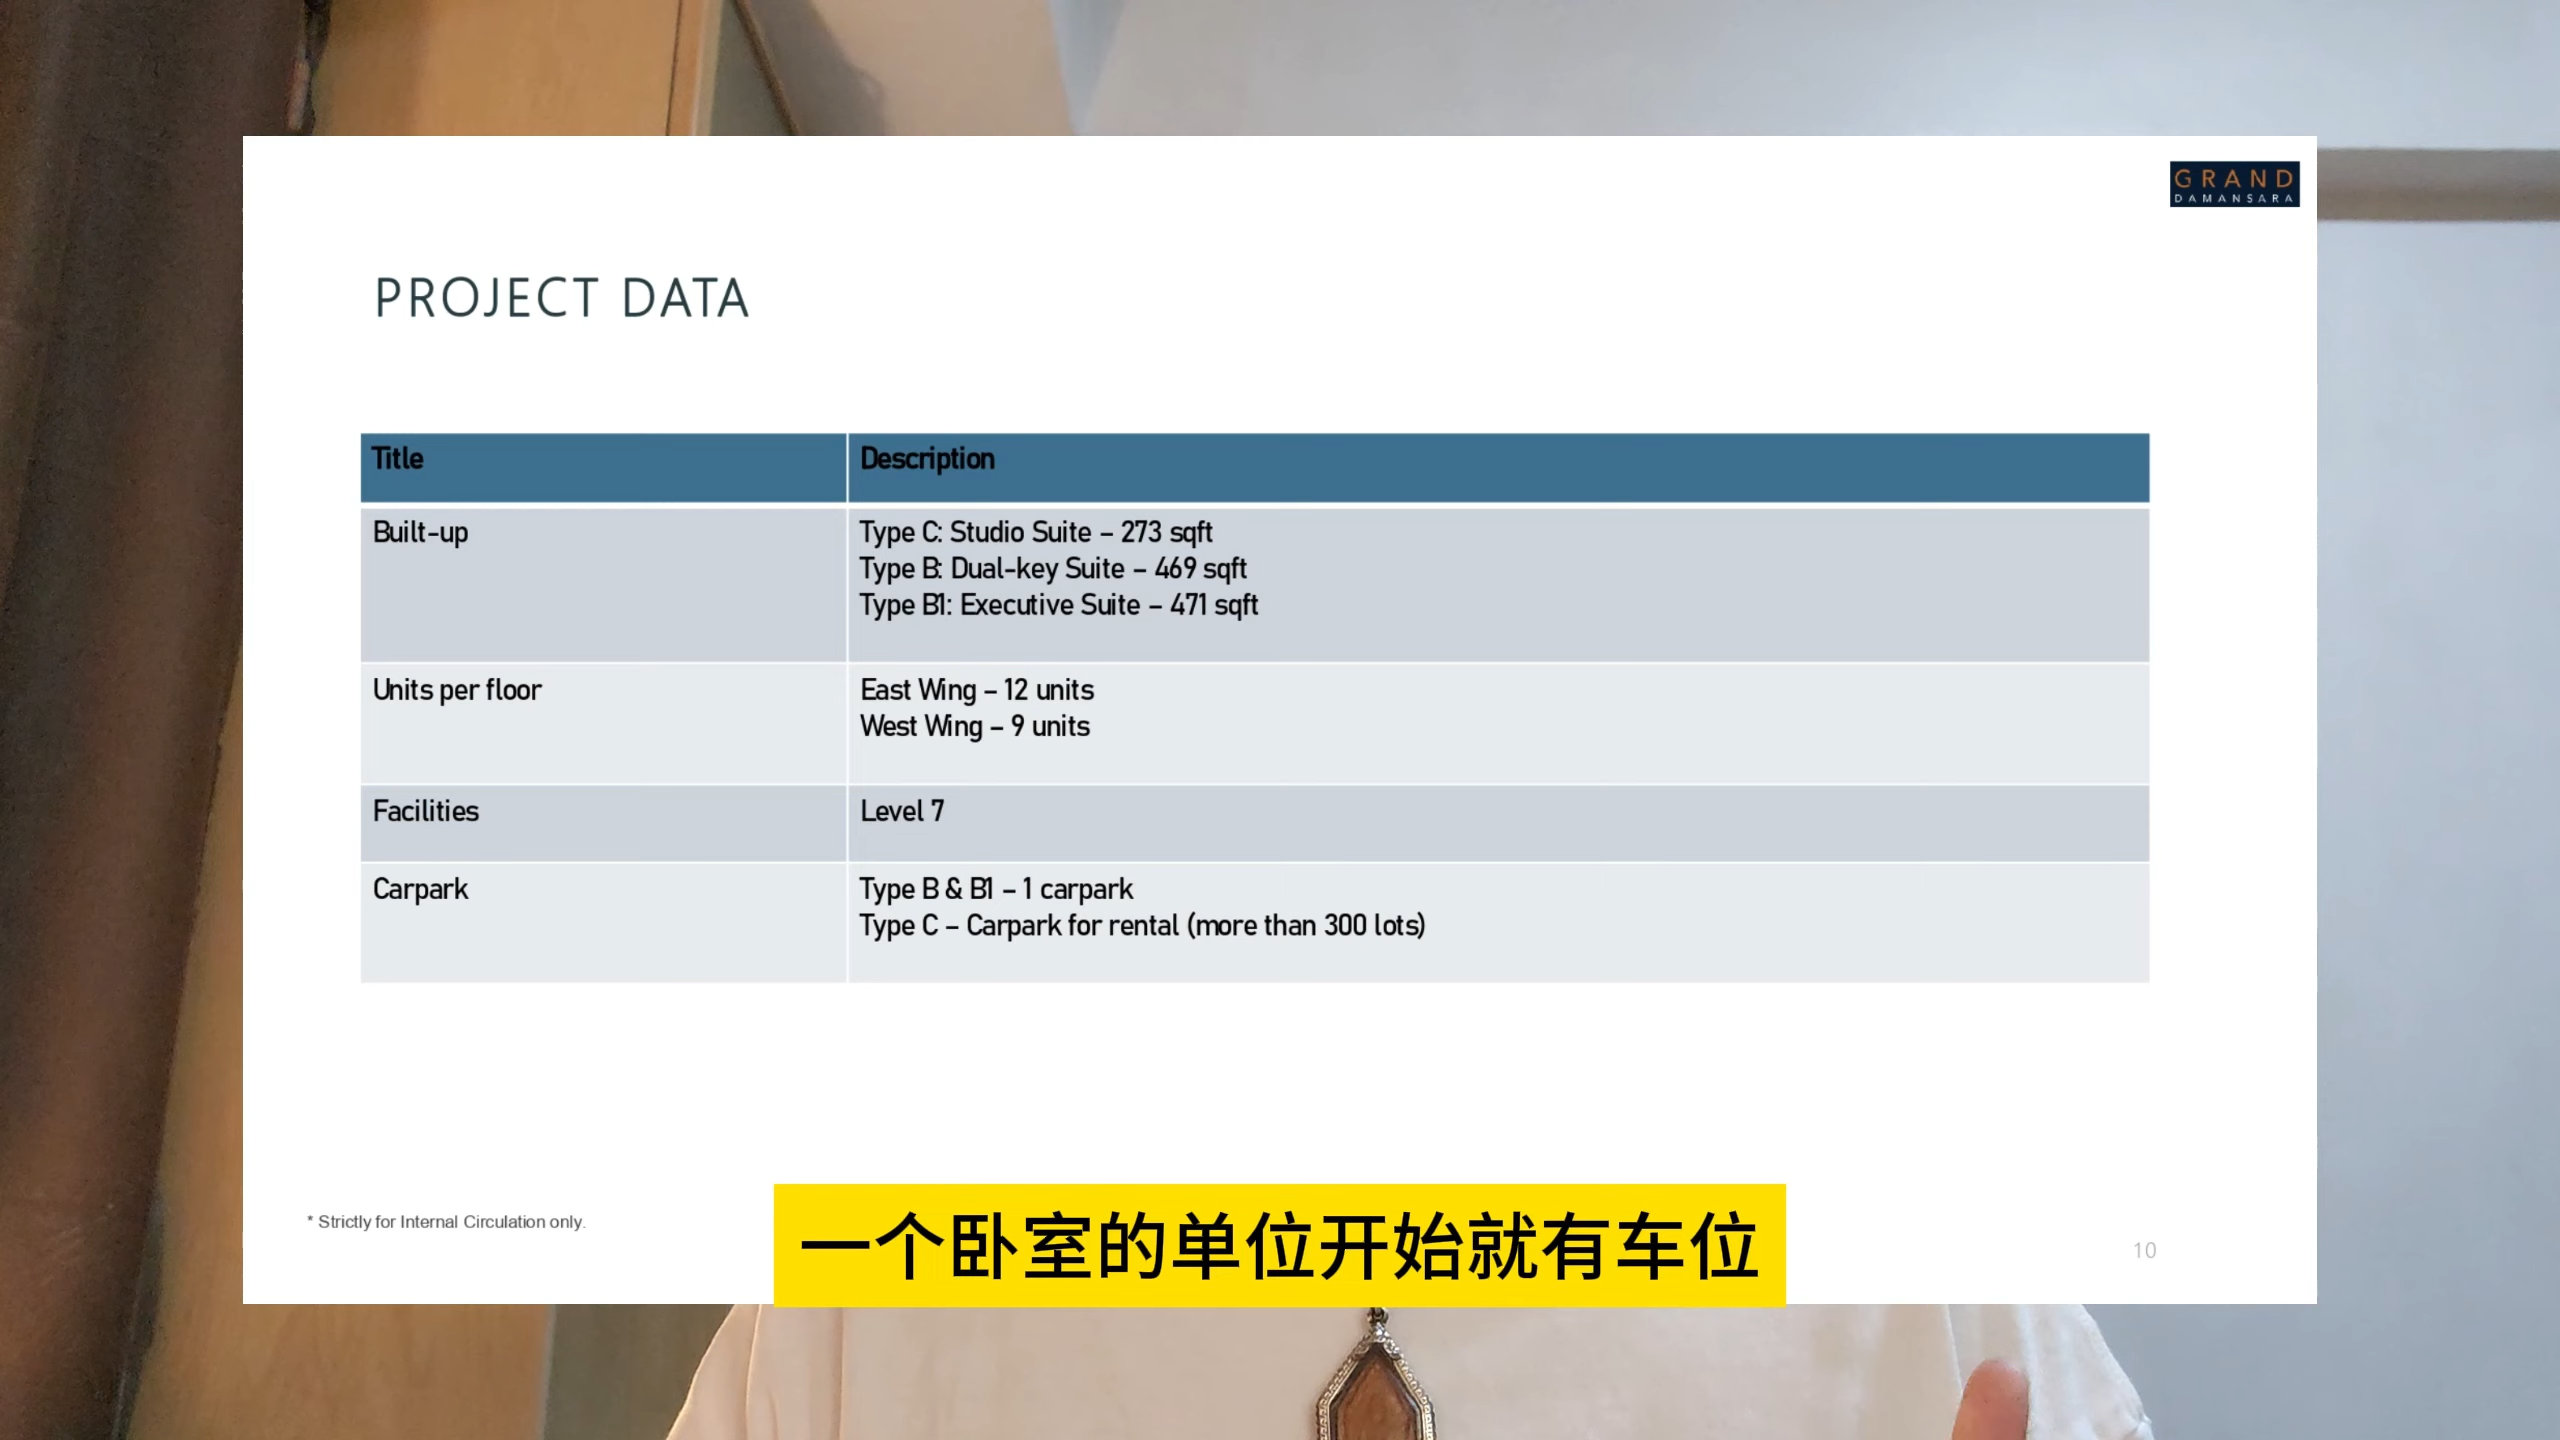 GRAND
DAMANSARA
PROJECT DATA
Title
Description
Built-up
Type C: Studio Suite – 273 sqft
Type B: Dual-key Suite – 469 sqft
Type B1: Executive Suite – 471 sqft
Units per floor
East Wing – 12 units
West Wing – 9 units
Facilities
Level 7
Carpark
Type B & B1 – 1 carpark
Type C – Carpark for rental (more than 300 lots)
* Strictly for Internal Circulation only.
一个卧室的单位开始就有车位
10